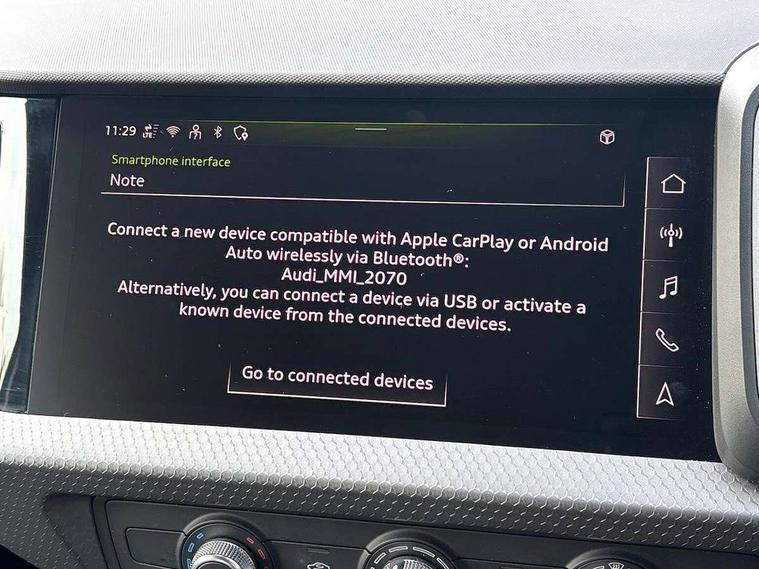 11:29 LTE
Smartphone interface
Note
Connect a new device compatible with Apple CarPlay or Android
Auto wirelessly via Bluetooth®:
Audi_MMI_2070
Alternatively, you can connect a device via USB or activate a
known device from the connected devices.
Go to connected devices